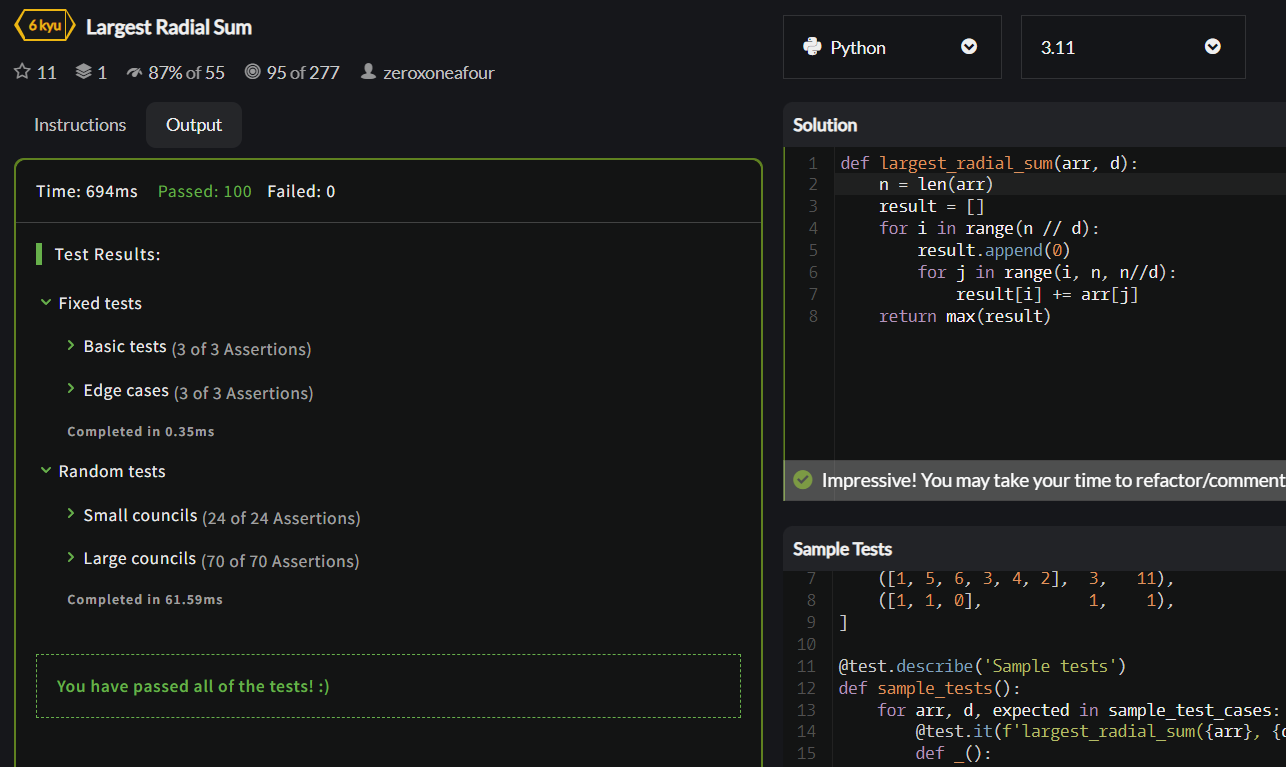 6 kyu Largest Radial Sum
11 1 87% of 55 95 of 277 zeroxoneafour
Python
3.11
Instructions Output
Time: 694ms Passed: 100 Failed: 0
Test Results:
Fixed tests
Basic tests (3 of 3 Assertions)
Edge cases (3 of 3 Assertions)
Completed in 0.35ms
Random tests
Small councils (24 of 24 Assertions)
Large councils (70 of 70 Assertions)
Completed in 61.59ms
You have passed all of the tests! :)
Solution
1 def largest_radial_sum(arr, d):
2     n = len(arr)
3     result = []
4     for i in range(n // d):
5         result.append(0)
6         for j in range(i, n, n//d):
7             result[i] += arr[j]
8     return max(result)
Impressive! You may take your time to refactor/comment
Sample Tests
7     ([1, 5, 6, 3, 4, 2], 3, 11),
8     ([1, 1, 0], 1, 1),
9 ]
10
11 @test.describe('Sample tests')
12 def sample_tests():
13     for arr, d, expected in sample_test_cases:
14         @test.it(f'largest_radial_sum({arr}, {
15         def _():